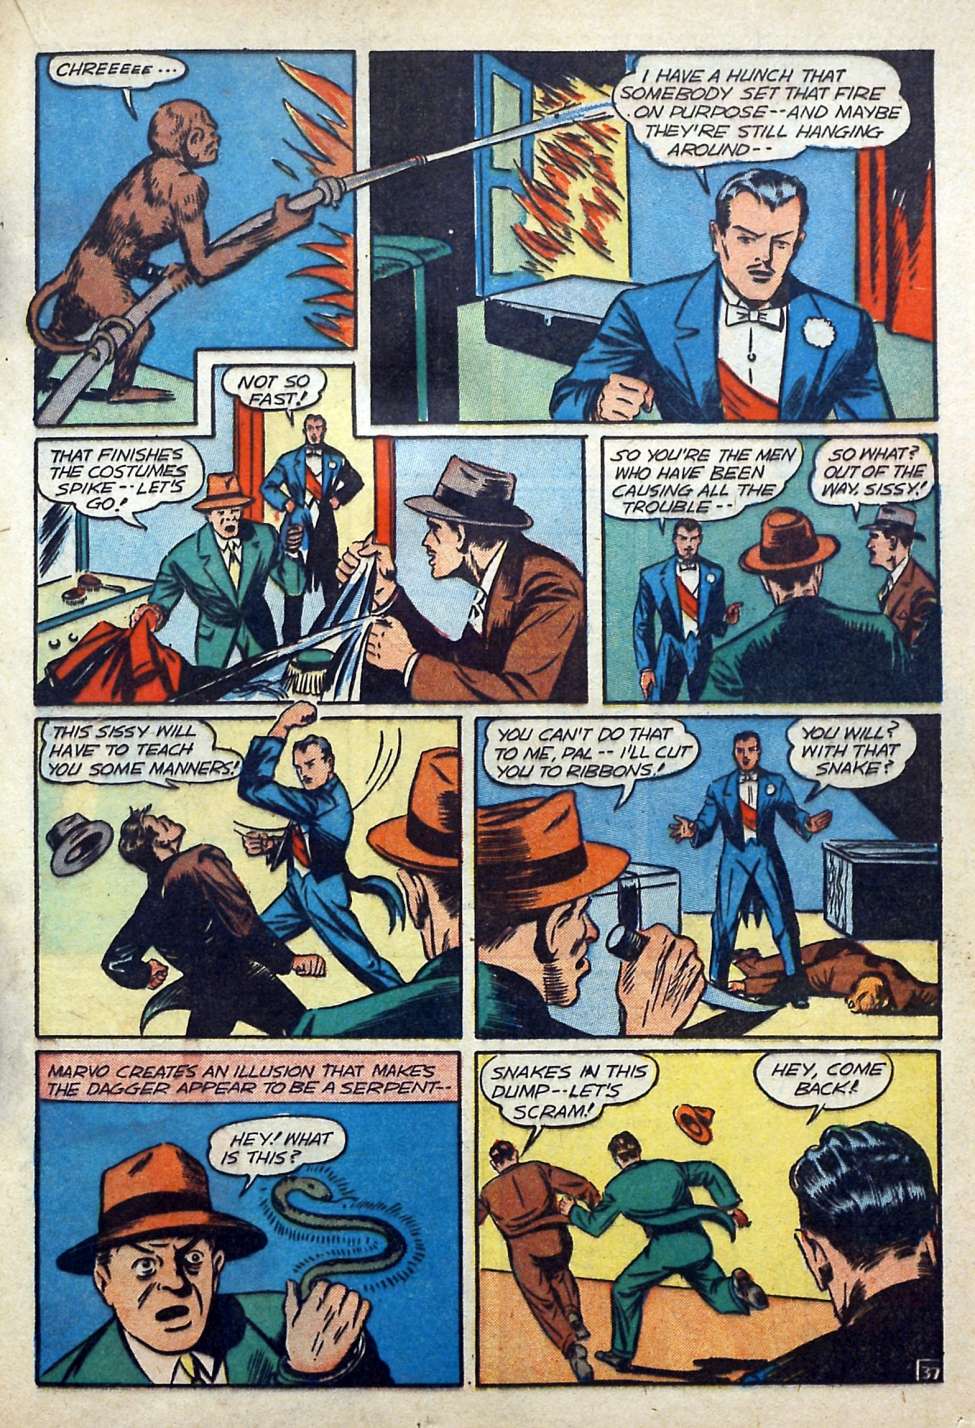 CHREEEEE...
I HAVE A HUNCH THAT
SOMEBODY SET THAT FIRE
ON PURPOSE--AND MAYBE
THEY'RE STILL HANGING
AROUND--
THAT FINISHES
THE COSTUMES
SPIKE--LET'S
GO!
NOT SO
FAST!
SO YOU'RE THE MEN
WHO HAVE BEEN
CAUSING ALL THE
TROUBLE--
SO WHAT?
OUT OF THE
WAY, SISSY!
THIS SISSY WILL
HAVE TO TEACH
YOU SOME MANNERS!
YOU CAN'T DO THAT
TO ME, PAL--I'LL CUT
YOU TO RIBBONS!
YOU WILL?
WITH THAT
SNAKE?
MARVO CREATES AN ILLUSION THAT MAKES
THE DAGGER APPEAR TO BE A SERPENT--
HEY! WHAT
IS THIS?
SNAKES IN THIS
DUMP--LET'S
SCRAM!
HEY, COME
BACK!
37